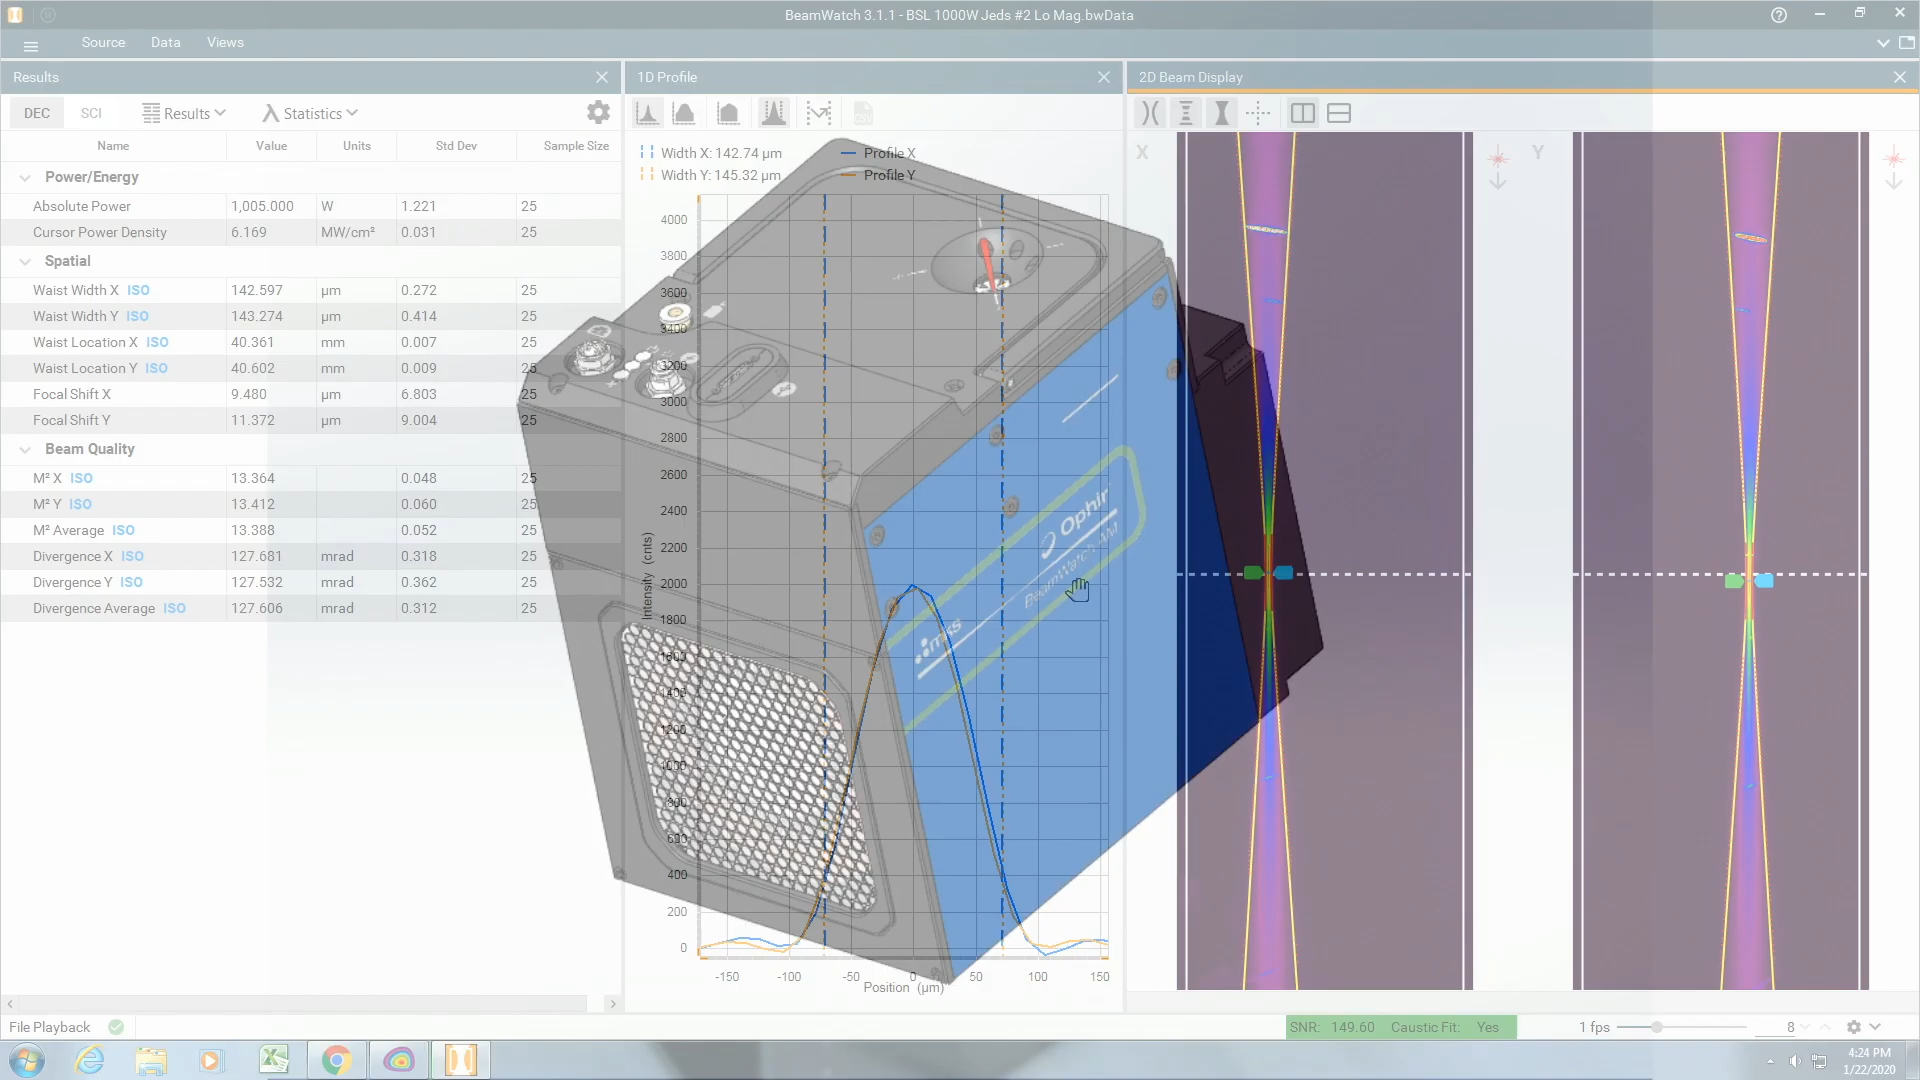 BeamWatch 3.1.1 - BSL 1000W Jeds #2 Lo Mag.bwData
Source Data Views
Results
DEC SCI Results Statistics
Name Value Units Std Dev Sample Size
Power/Energy
Absolute Power 1,005.000 W 1.221 25
Cursor Power Density 6.169 MW/cm² 0.031 25
Spatial
Waist Width X ISO 142.597 µm 0.272 25
Waist Width Y ISO 143.274 µm 0.414 25
Waist Location X ISO 40.361 mm 0.007 25
Waist Location Y ISO 40.602 mm 0.009 25
Focal Shift X 9.480 µm 6.803 25
Focal Shift Y 11.372 µm 9.004 25
Beam Quality
M² X ISO 13.364 0.048 25
M² Y ISO 13.412 0.060 25
M² Average ISO 13.388 0.052 25
Divergence X ISO 127.681 mrad 0.318 25
Divergence Y ISO 127.532 mrad 0.362 25
Divergence Average ISO 127.606 mrad 0.312 25
1D Profile
Width X: 142.74 µm Profile X
Width Y: 145.32 µm Profile Y
4000
3800
3600
3400
3200
3000
2800
2600
2400
2200
2000
1800
1600
1400
1200
1000
800
600
400
200
0
Intensity (cnts)
-150 -100 -50 0 50 100 150
Position (µm)
Ophir
BeamWatch AM
mks
2D Beam Display
X
Y
File Playback
SNR: 149.60 Caustic Fit: Yes
1 fps 8
4:24 PM
1/22/2020